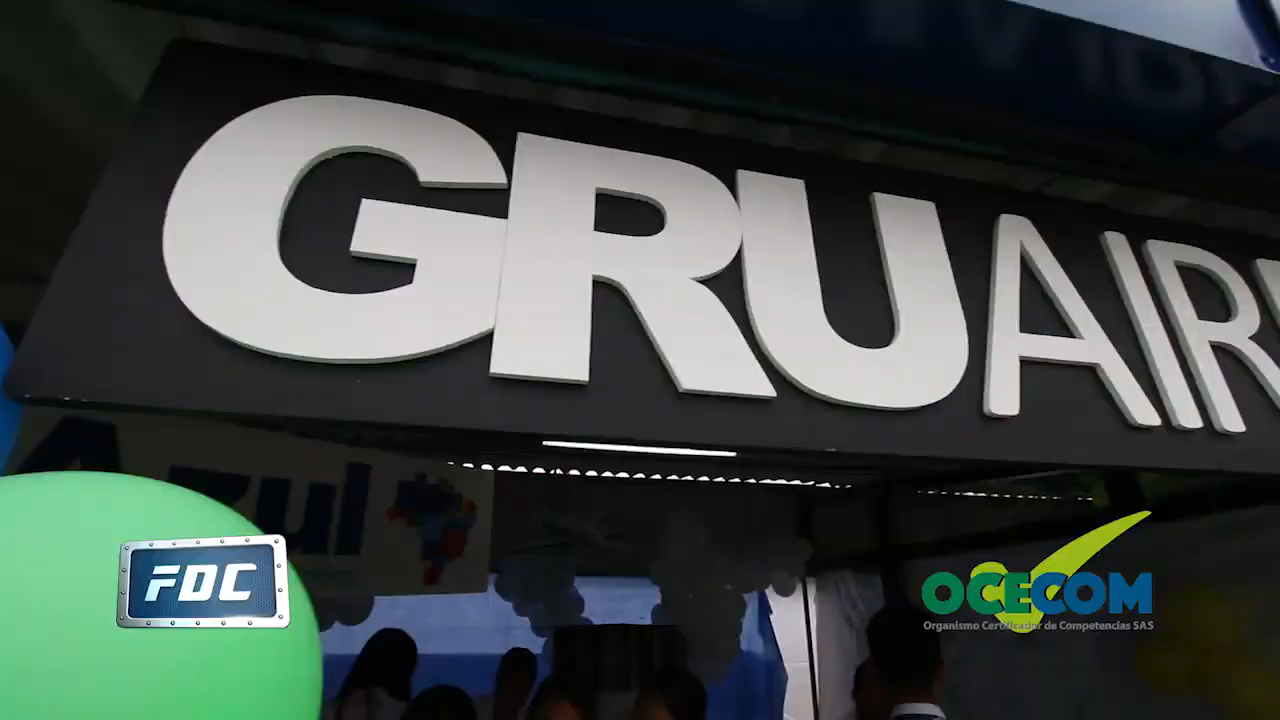 GRUAIR
Azul
FDC
OCECOM
Organismo Certificador de Competencias SAS